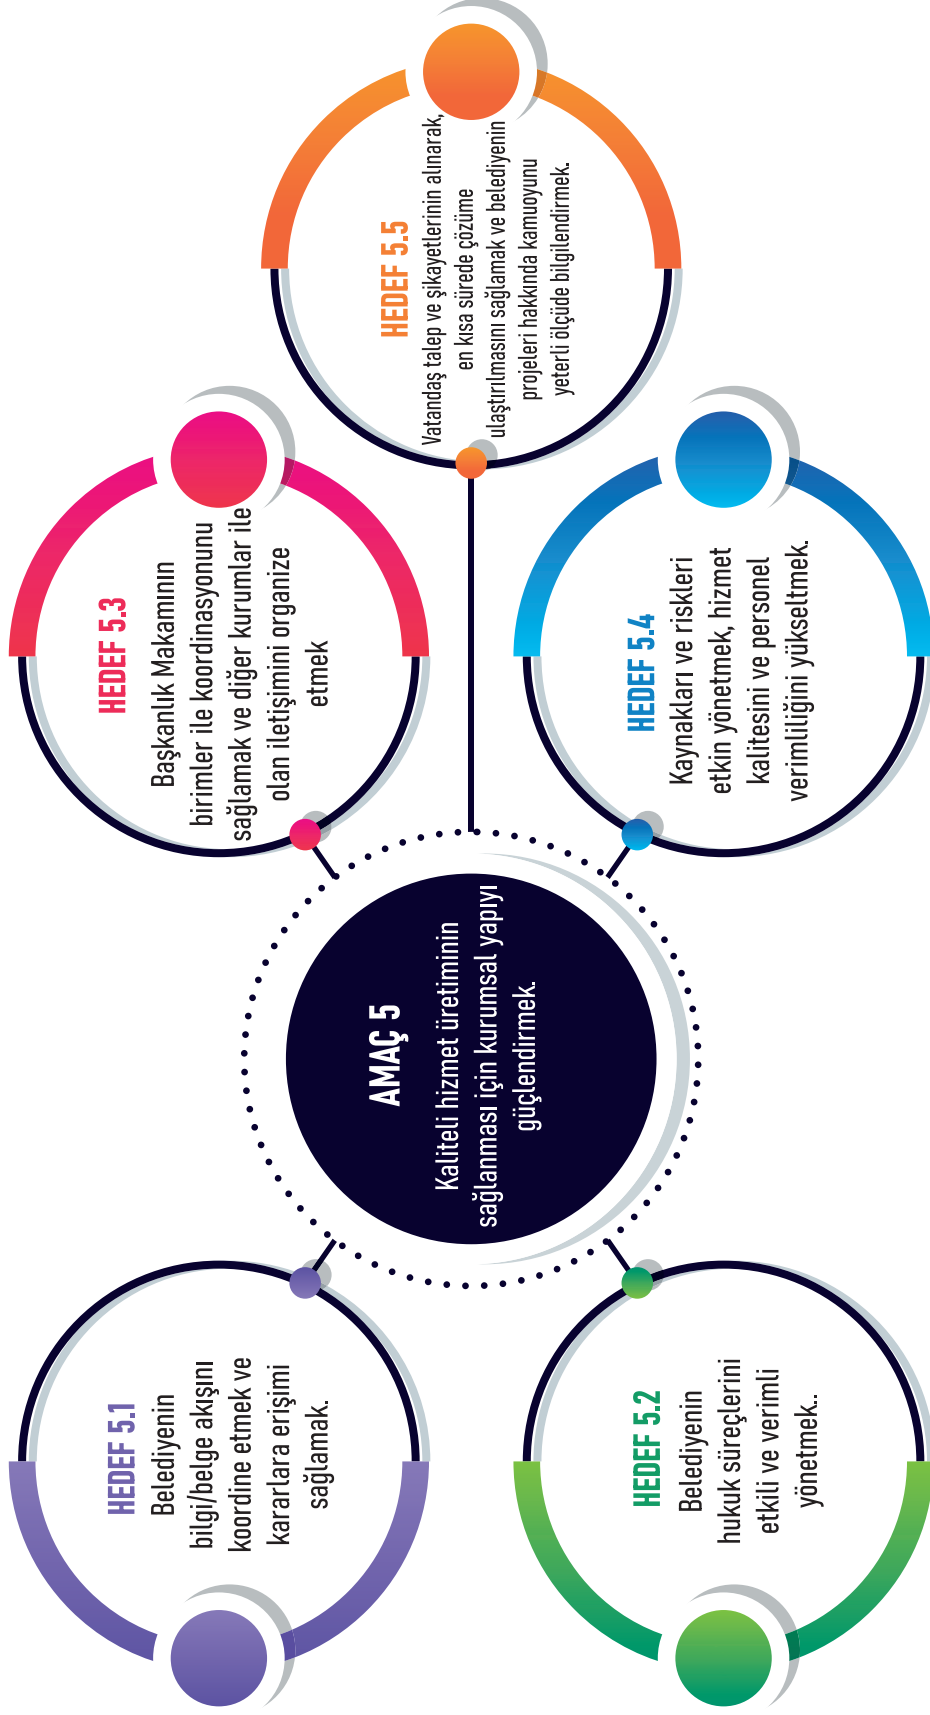 AMAÇ 5
Kaliteli hizmet üretiminin
sağlanması için kurumsal yapıyı
güçlendirmek.
HEDEF 5.1
Belediyenin
bilgi/belge akışını
koordine etmek ve
kararlara erişimi
sağlamak.
HEDEF 5.2
Belediyenin
hukuk süreçlerini
etkili ve verimli
yönetmek..
HEDEF 5.3
Başkanlık Makamının
birimler ile koordinasyonunu
sağlamak ve diğer kurumlar ile
olan iletişimini organize
etmek
HEDEF 5.4
Kaynakları ve riskleri
etkin yönetmek, hizmet
kalitesini ve personel
verimliliğini yükseltmek.
HEDEF 5.5
Vatandaş talep ve şikayetlerinin alınarak,
en kısa sürede çözüme
ulaştırılmasını sağlamak ve belediyenin
projeleri hakkında kamuoyunu
yeterli ölçüde bilgilendirmek.